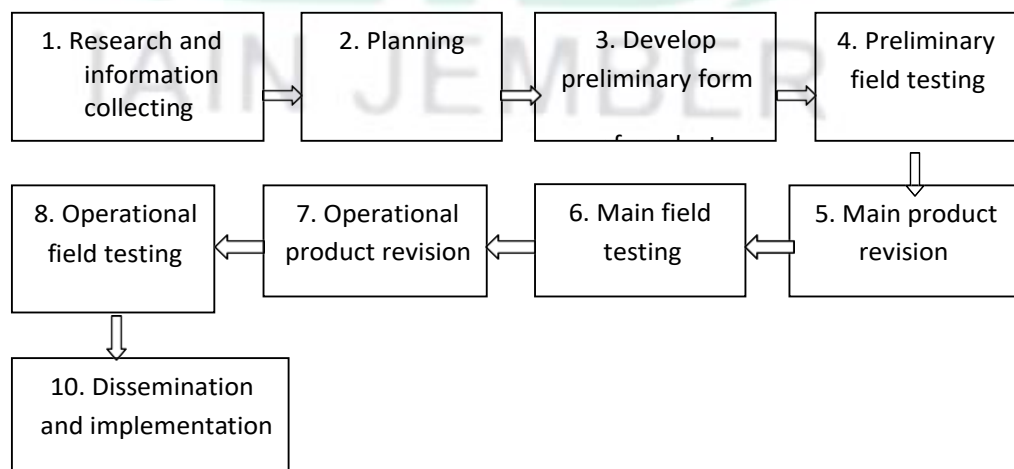 IAIN JEMBER
1. Research and
information
collecting
2. Planning
3. Develop
preliminary form
4. Preliminary
field testing
5. Main product
revision
6. Main field
testing
7. Operational
product revision
8. Operational
field testing
10. Dissemination
and implementation